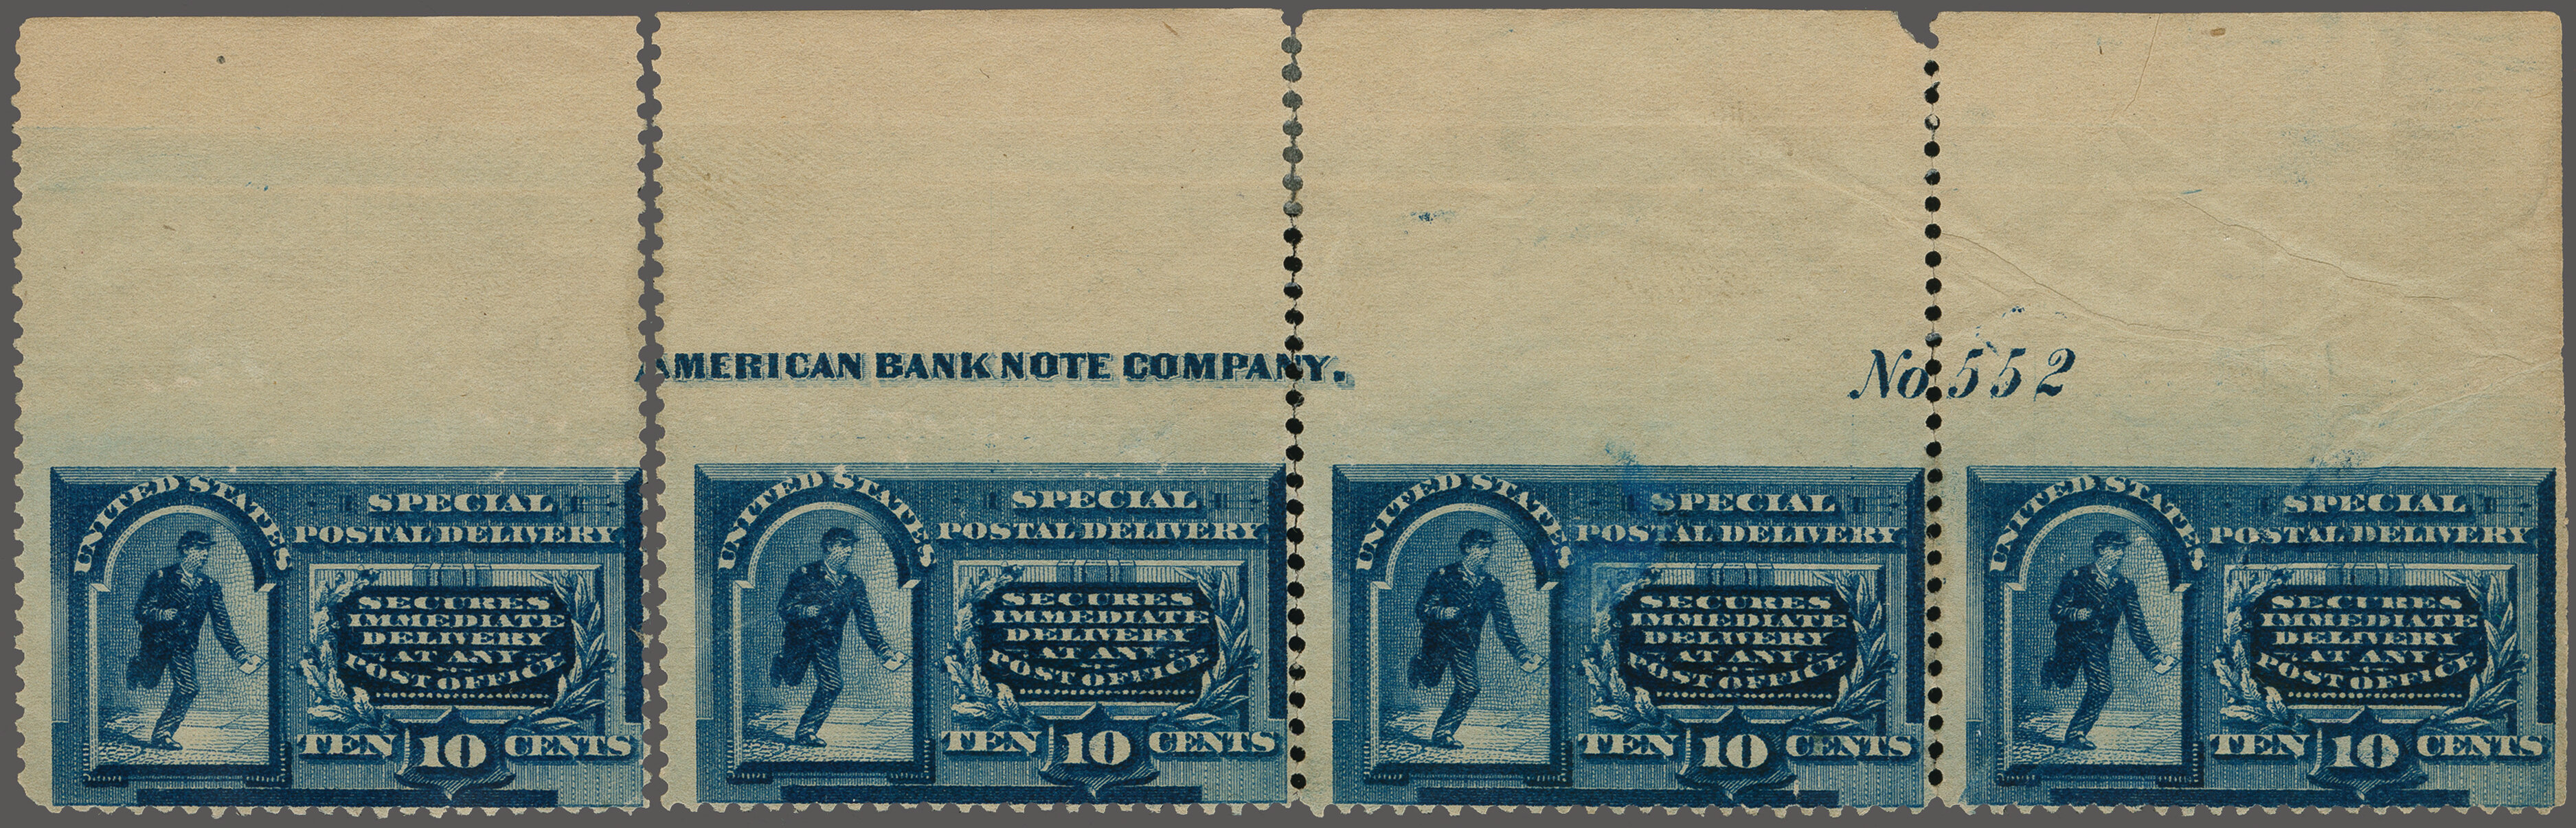 AMERICAN BANK NOTE COMPANY.
No 552
UNITED STATES
SPECIAL
POSTAL DELIVERY
SECURES
IMMEDIATE
DELIVERY
AT ANY
POST OFFICE
TEN 10 CENTS
UNITED STATES
SPECIAL
POSTAL DELIVERY
SECURES
IMMEDIATE
DELIVERY
AT ANY
POST OFFICE
TEN 10 CENTS
UNITED STATES
SPECIAL
POSTAL DELIVERY
SECURES
IMMEDIATE
DELIVERY
AT ANY
POST OFFICE
TEN 10 CENTS
UNITED STATES
SPECIAL
POSTAL DELIVERY
SECURES
IMMEDIATE
DELIVERY
AT ANY
POST OFFICE
TEN 10 CENTS